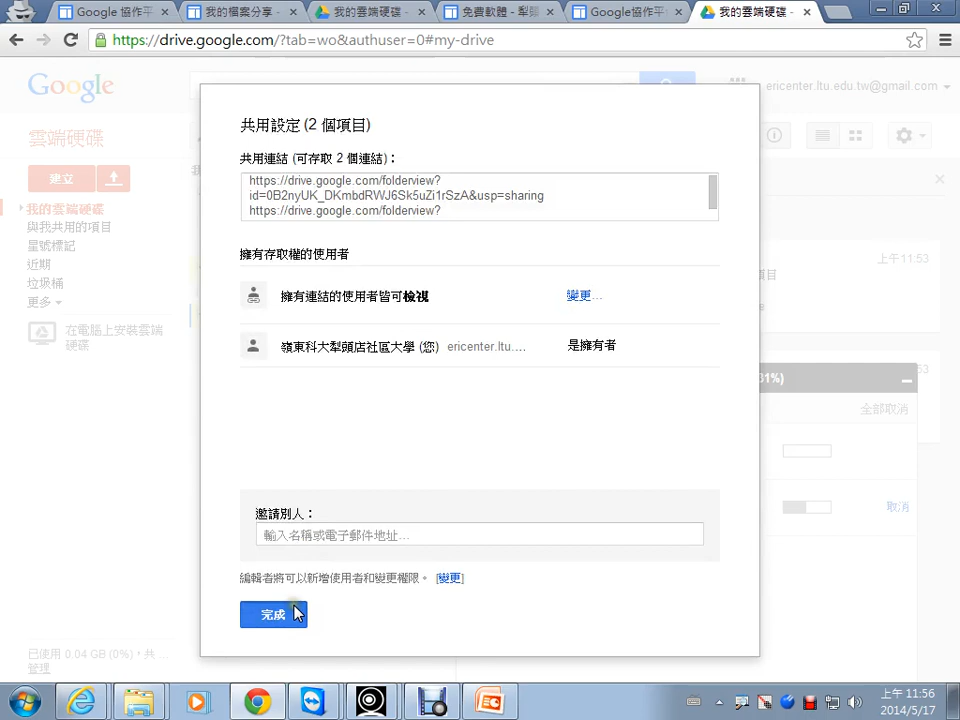 Google 協作平
我的檔案分享
我的雲端硬碟 -
免費軟體 - 犁頭
Google協作平
我的雲端硬碟 -
https://drive.google.com/?tab=wo&authuser=0#my-drive
Google
ericenter.ltu.edu.tw@gmail.com
雲端硬碟
建立
我的雲端硬碟
與我共用的項目
星號標記
近期
垃圾桶
更多
在電腦上安裝雲端
硬碟
共用設定 (2 個項目)
共用連結 (可存取 2 個連結)：
https://drive.google.com/folderview?
id=0B2nyUK_DKmbdRWJ6Sk5uZi1rSzA&usp=sharing
https://drive.google.com/folderview?
擁有存取權的使用者
擁有連結的使用者皆可檢視
變更...
嶺東科大犁頭店社區大學 (您) ericenter.ltu....
是擁有者
邀請別人：
輸入名稱或電子郵件地址...
編輯者將可以新增使用者和變更權限。 [變更]
完成
上午11:53
31%)
全部取消
取消
已使用 0.04 GB (0%)，共 ...
管理
上午 11:56
2014/5/17